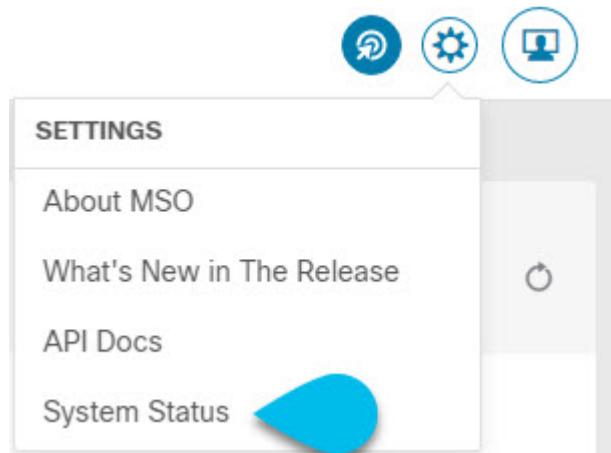 SETTINGS
About MSO
What's New in The Release
API Docs
System Status